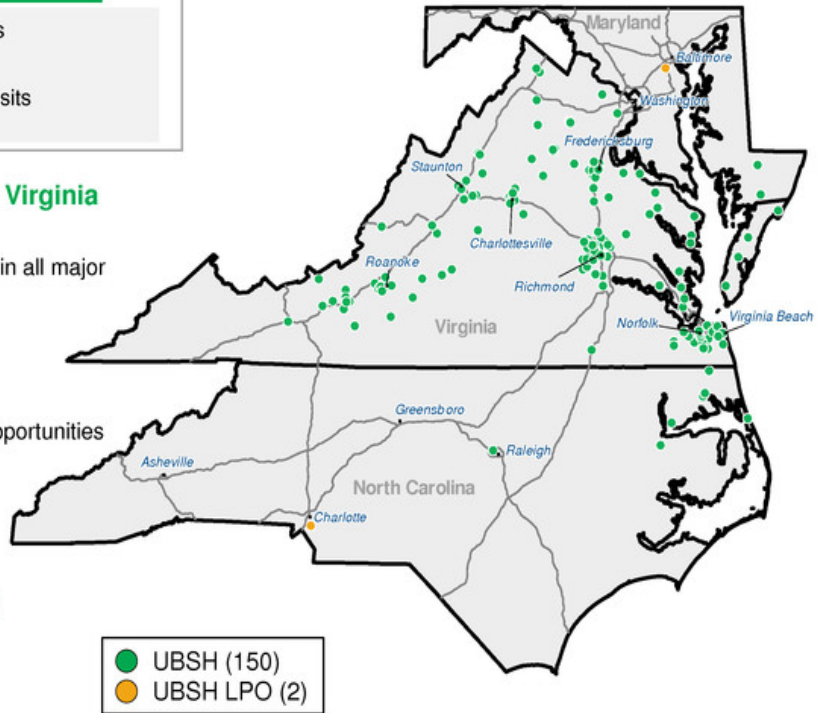 s
sits
Virginia
in all major
pportunities
Maryland
Baltimore
Washington
Fredericksburg
Staunton
Charlottesville
Roanoke
Richmond
Virginia
Norfolk
Virginia Beach
Greensboro
Raleigh
Asheville
North Carolina
Charlotte
UBSH (150)
UBSH LPO (2)